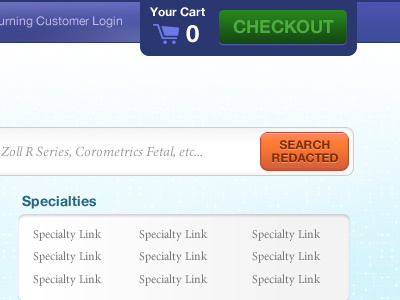 urning Customer Login
Your Cart
0
CHECKOUT
Zoll R Series, Corometrics Fetal, etc...
SEARCH
REDACTED
Specialties
Specialty Link Specialty Link Specialty Link
Specialty Link Specialty Link Specialty Link
Specialty Link Specialty Link Specialty Link